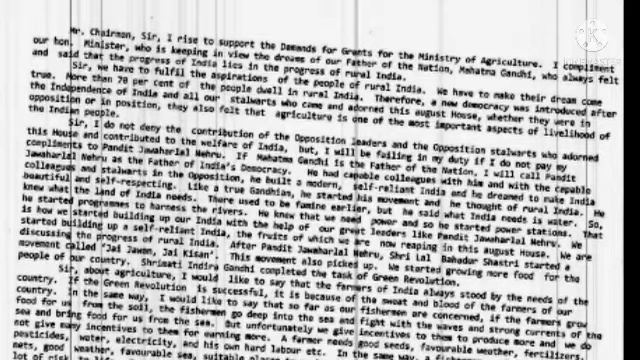 Mr. Chairman, Sir, I rise to support the Demands for Grants for the Ministry of Agriculture. I compliment
our hon. Minister, who is keeping in view the dreams of our Father of the Nation, Mahatma Gandhi, who always felt
and said that the progress of India lies in the progress of rural India.
Sir, we have to fulfil the aspirations of the people of rural India. We have to make their dream come
true. More than 70 per cent of the people dwell in rural India. Therefore, a new democracy was introduced after
the Independence of India and all our stalwarts who came and adorned this august House, whether they were in the
opposition or in position, they also felt that agriculture is one of the most important aspects of livelihood of
the Indian people.
Sir, I do not deny the contribution of the Opposition leaders and the Opposition stalwarts who adorned
this House and contributed to the welfare of India, but, I will be failing in my duty if I do not pay my
compliments to Pandit Jawaharlal Nehru. If Mahatma Gandhi is the Father of the Nation, I will call Pandit
Jawaharlal Nehru as the Father of India's Democracy. He had capable colleagues with him and with the capable
colleagues and stalwarts in the Opposition, he built a modern, self-reliant India and he dreamed to make India
beautiful and self-respecting. Like a true Gandhian, he started his movement and he thought of rural India. He
knew what the land of India needs. There used to be famine earlier, but he said what India needs is water. So,
he started programmes to harness the rivers. He knew that we need power and so he started power stations. That
is how we started building up our India with the help of our great leaders like Pandit Jawaharlal Nehru. We
started building up a self-reliant India, the fruits of which we are now reaping in this august House. We are
discussing the progress of rural India. After Pandit Jawaharlal Nehru, Shri Lal Bahadur Shastri started a
movement called 'Jai Jawan, Jai Kisan'. This movement also picked up. We started growing more food for the
people of our country. Shrimati Indira Gandhi completed the task of Green Revolution.
Sir, about agriculture, I would like to say that the farmers of India always stood by the needs of the
country. If the Green Revolution is successful, it is because of the sweat and blood of the farmers of our
country. In the same way, I would like to say that so far as our fishermen are concerned, if the farmers grow
food for us from the soil, the fishermen go deep into the sea and fight with the waves and strong currents of the
sea and bring food for us from the sea. But unfortunately we give incentives to them to produce more and we do
not give many incentives to them for earning more. A farmer needs good seeds, favourable weather, fertilizers,
pesticides, water, electricity, and his own hard labour etc. In the same way, a
nets, good weather, favourable sea, suitable
lot of risk